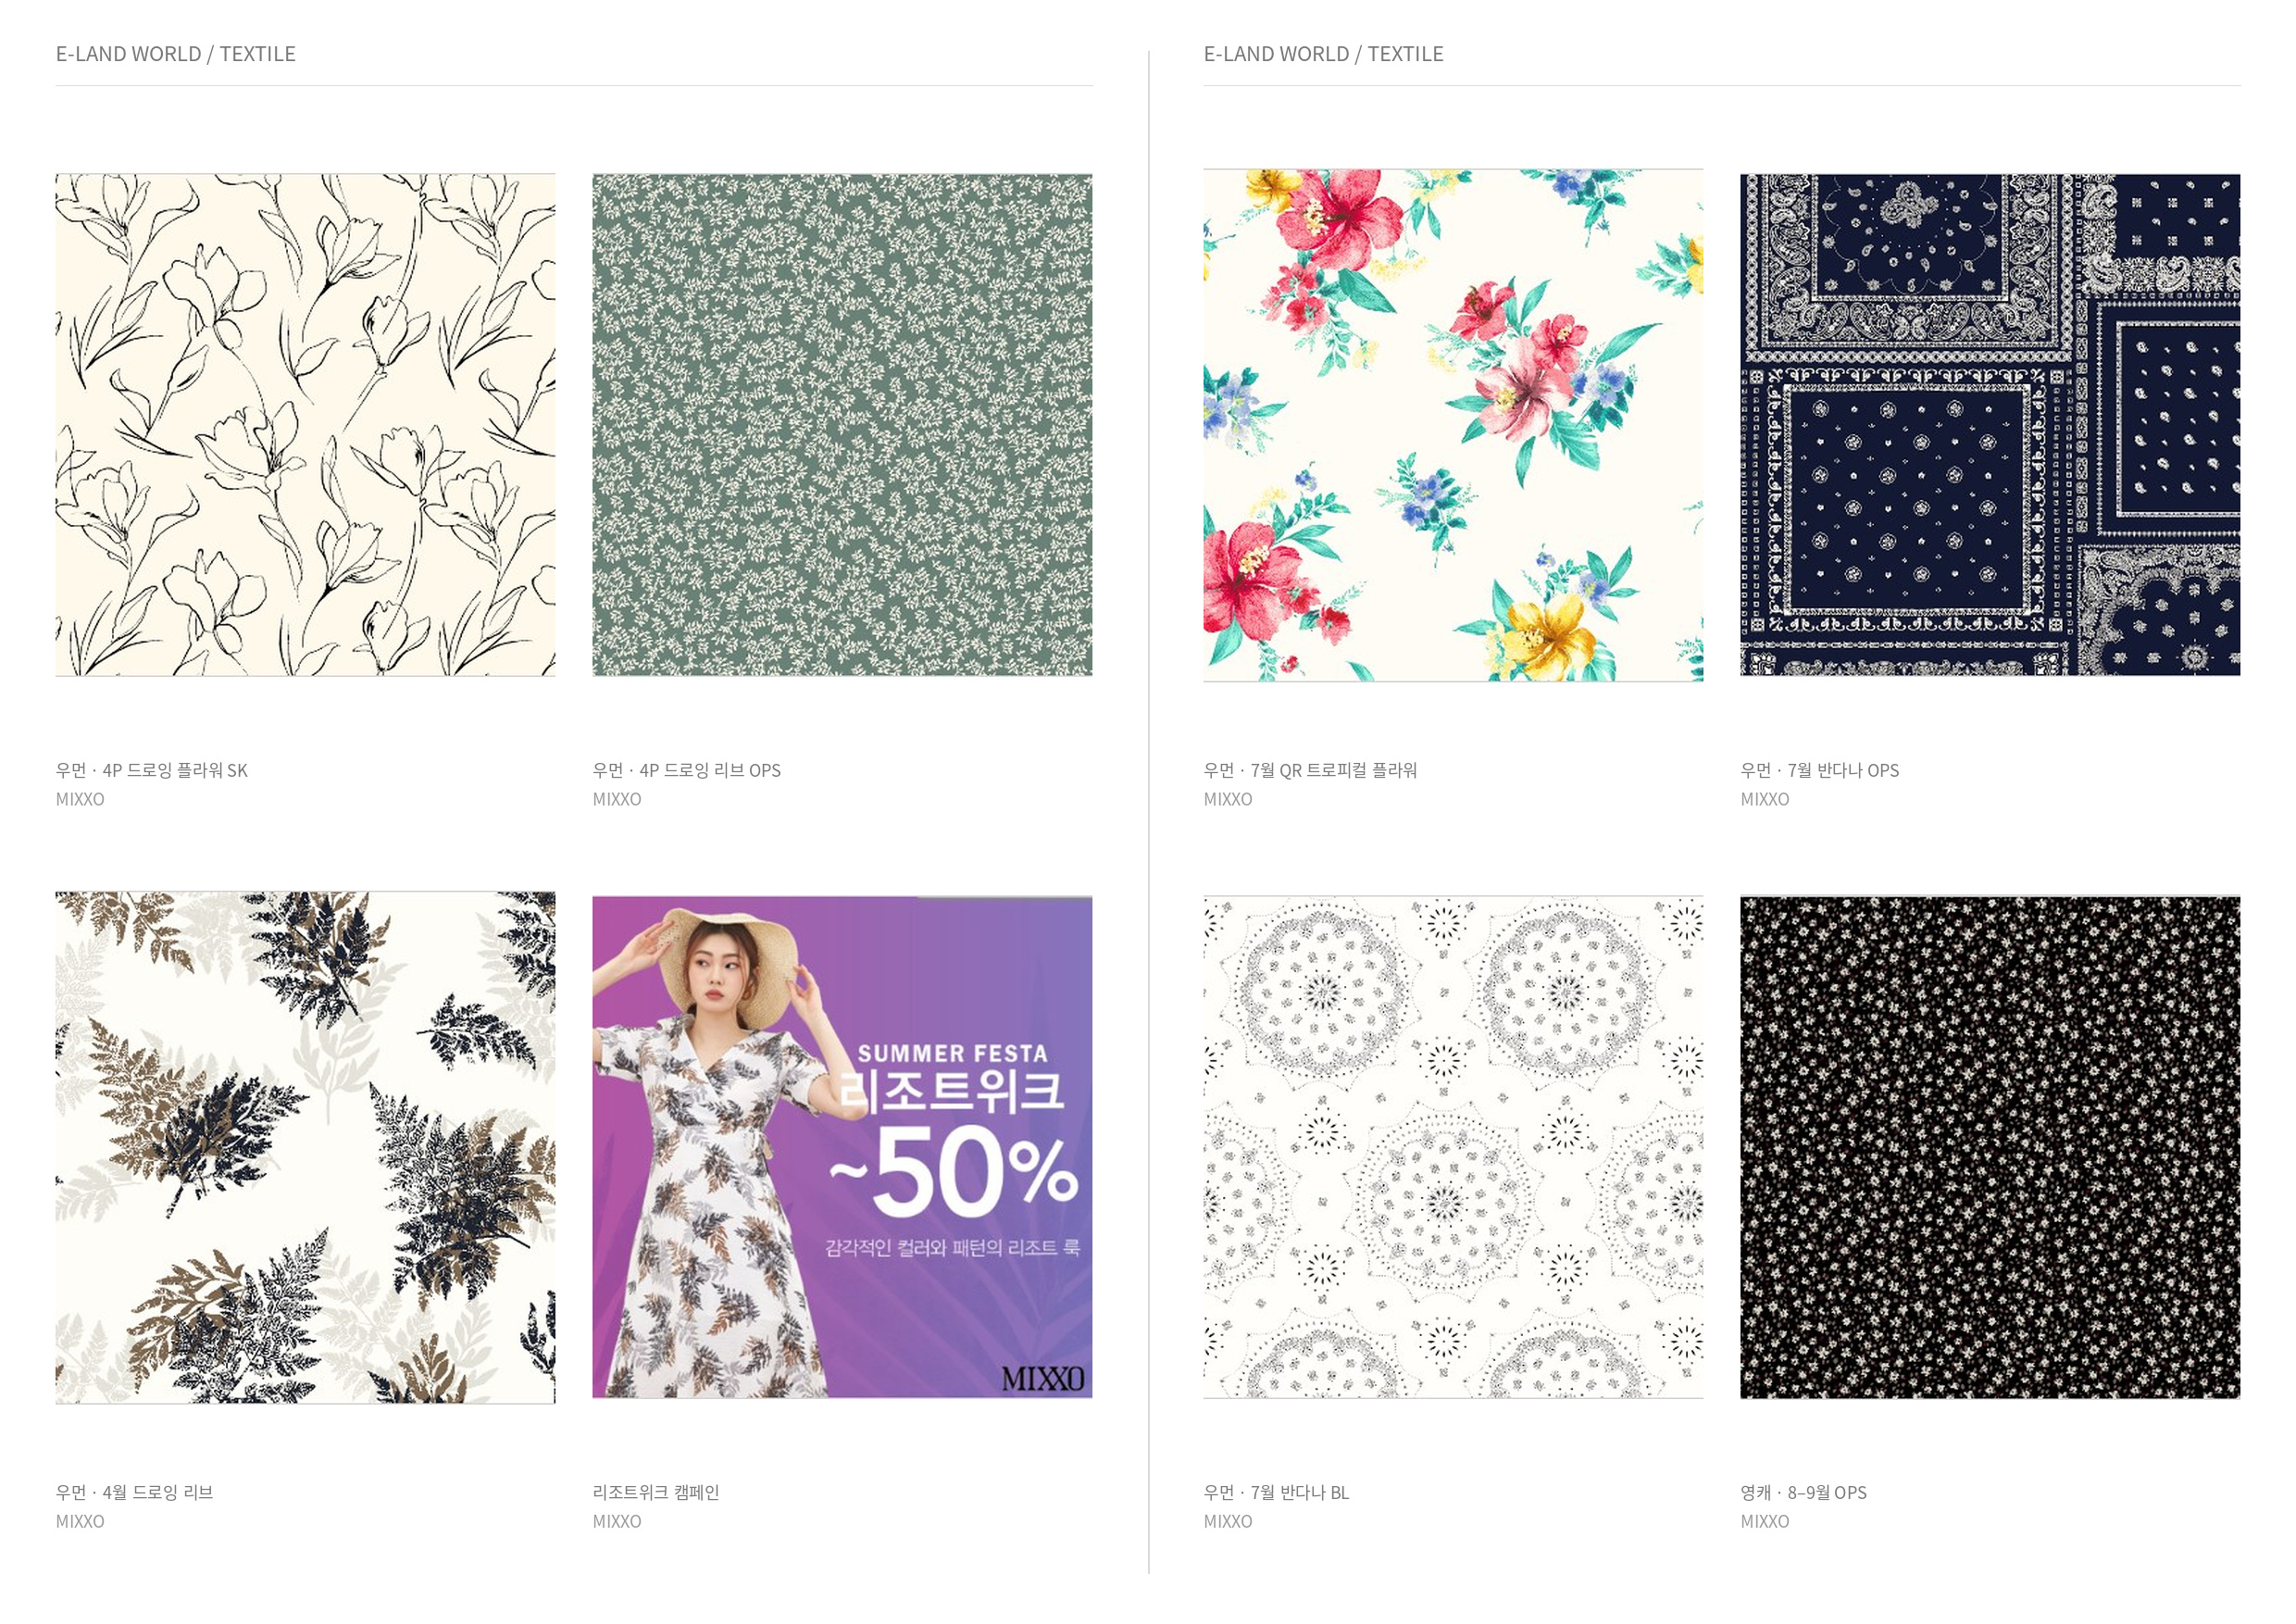 E-LAND WORLD / TEXTILE
우먼 · 4P 드로잉 플라워 SK
MIXXO
우먼 · 4P 드로잉 리브 OPS
MIXXO
우먼 · 4월 드로잉 리브
MIXXO
SUMMER FESTA
리조트위크
~50%
감각적인 컬러와 패턴의 리조트 룩
MIXXO
리조트위크 캠페인
MIXXO
E-LAND WORLD / TEXTILE
우먼 · 7월 QR 트로피컬 플라워
MIXXO
우먼 · 7월 반다나 OPS
MIXXO
우먼 · 7월 반다나 BL
MIXXO
영캐 · 8–9월 OPS
MIXXO